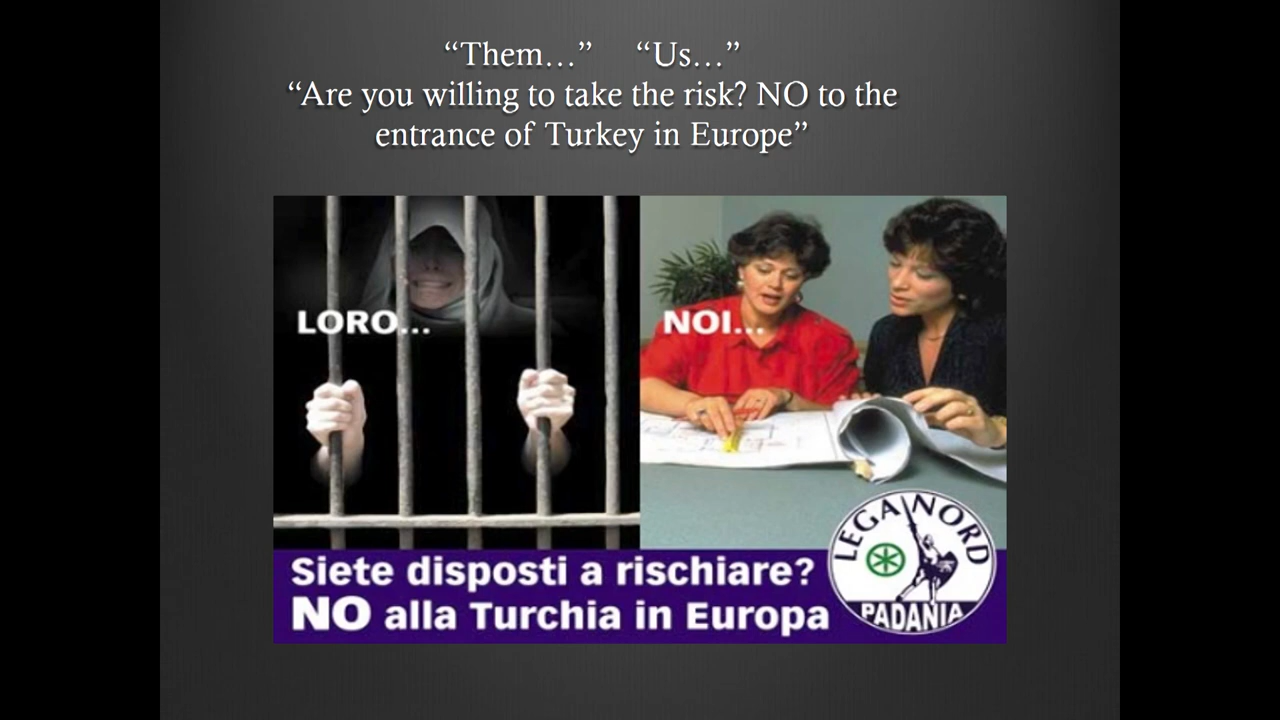 “Them…” “Us…”
“Are you willing to take the risk? NO to the
entrance of Turkey in Europe”
LORO...
NOI...
Siete disposti a rischiare?
NO alla Turchia in Europa
LEGA NORD
PADANIA